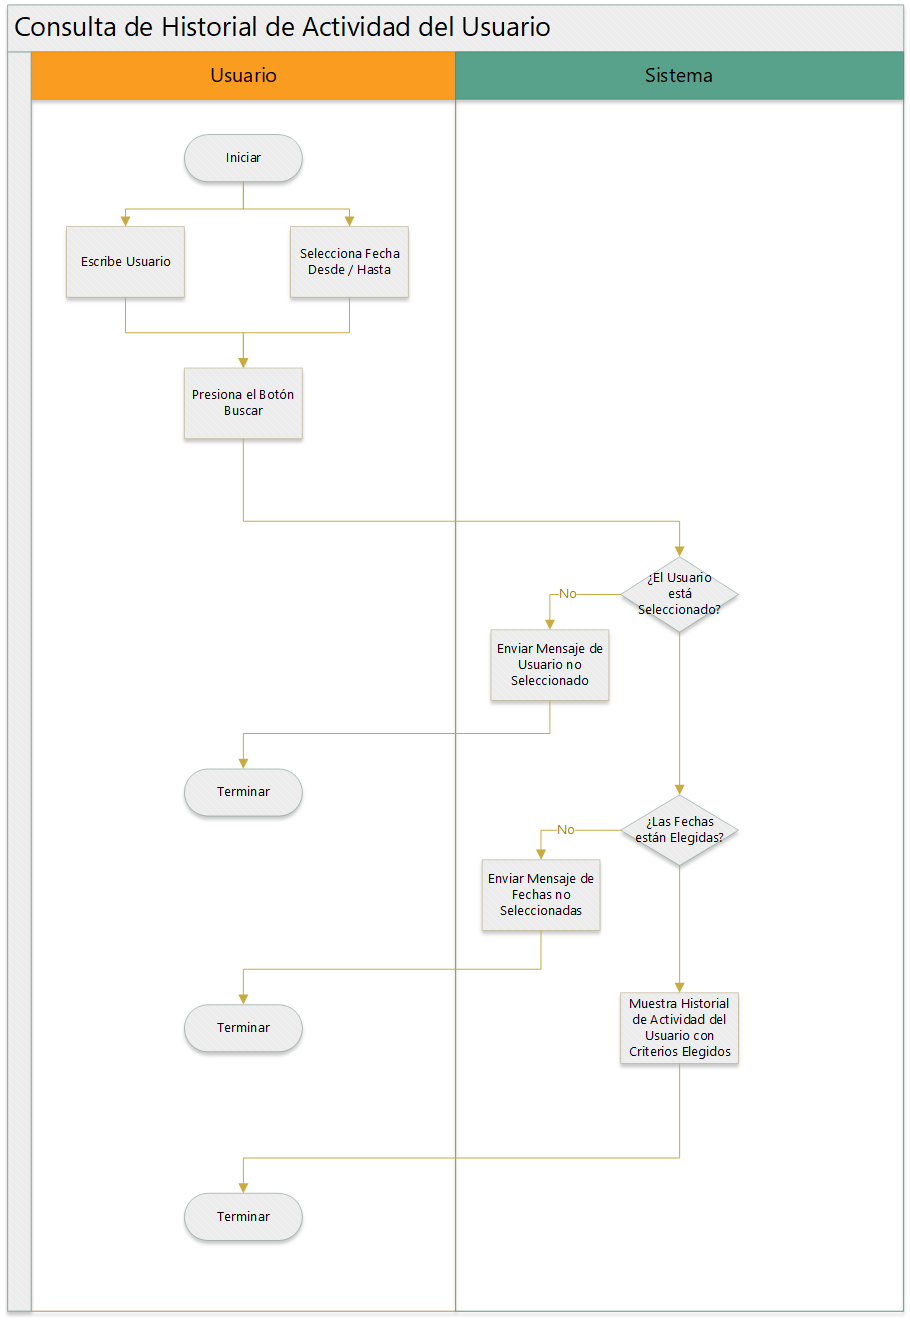 Consulta de Historial de Actividad del Usuario
Usuario
Sistema
Iniciar
Escribe Usuario
Selecciona Fecha
Desde / Hasta
Presiona el Botón
Buscar
¿El Usuario
está
Seleccionado?
No
Enviar Mensaje de
Usuario no
Seleccionado
Terminar
¿Las Fechas
están Elegidas?
No
Enviar Mensaje de
Fechas no
Seleccionadas
Terminar
Muestra Historial
de Actividad del
Usuario con
Criterios Elegidos
Terminar